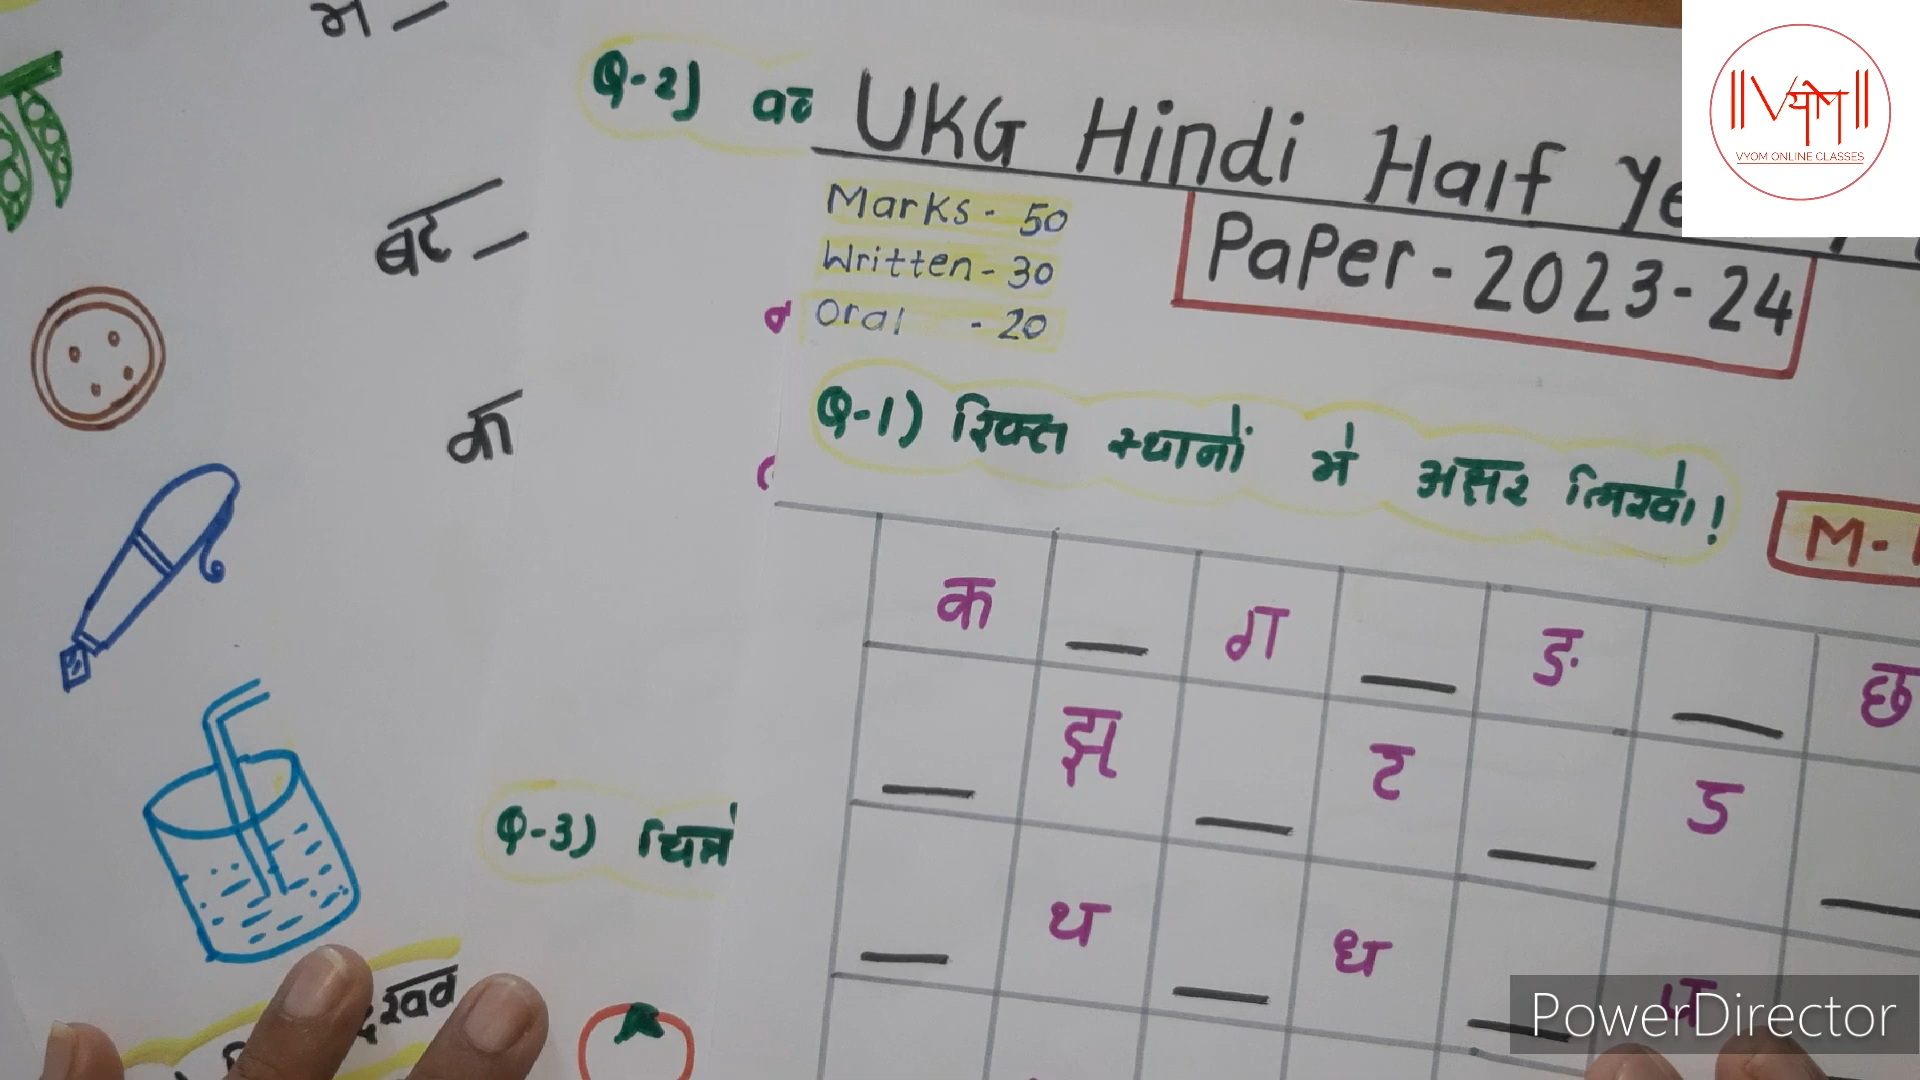 म _
Q-2)
UKG Hindi Half
Paper - 2023-24
Marks - 50
Written - 30
Oral - 20
बट _
का
Q-1) रिक्त स्थानों में अक्षर लिखो!
M-
क _ ग _ ङ _ छ
_ झ _ ट _ ड _
_ थ _ ध _
Q-3)
||Vयोम||
VYOM ONLINE CLASSES
PowerDirector